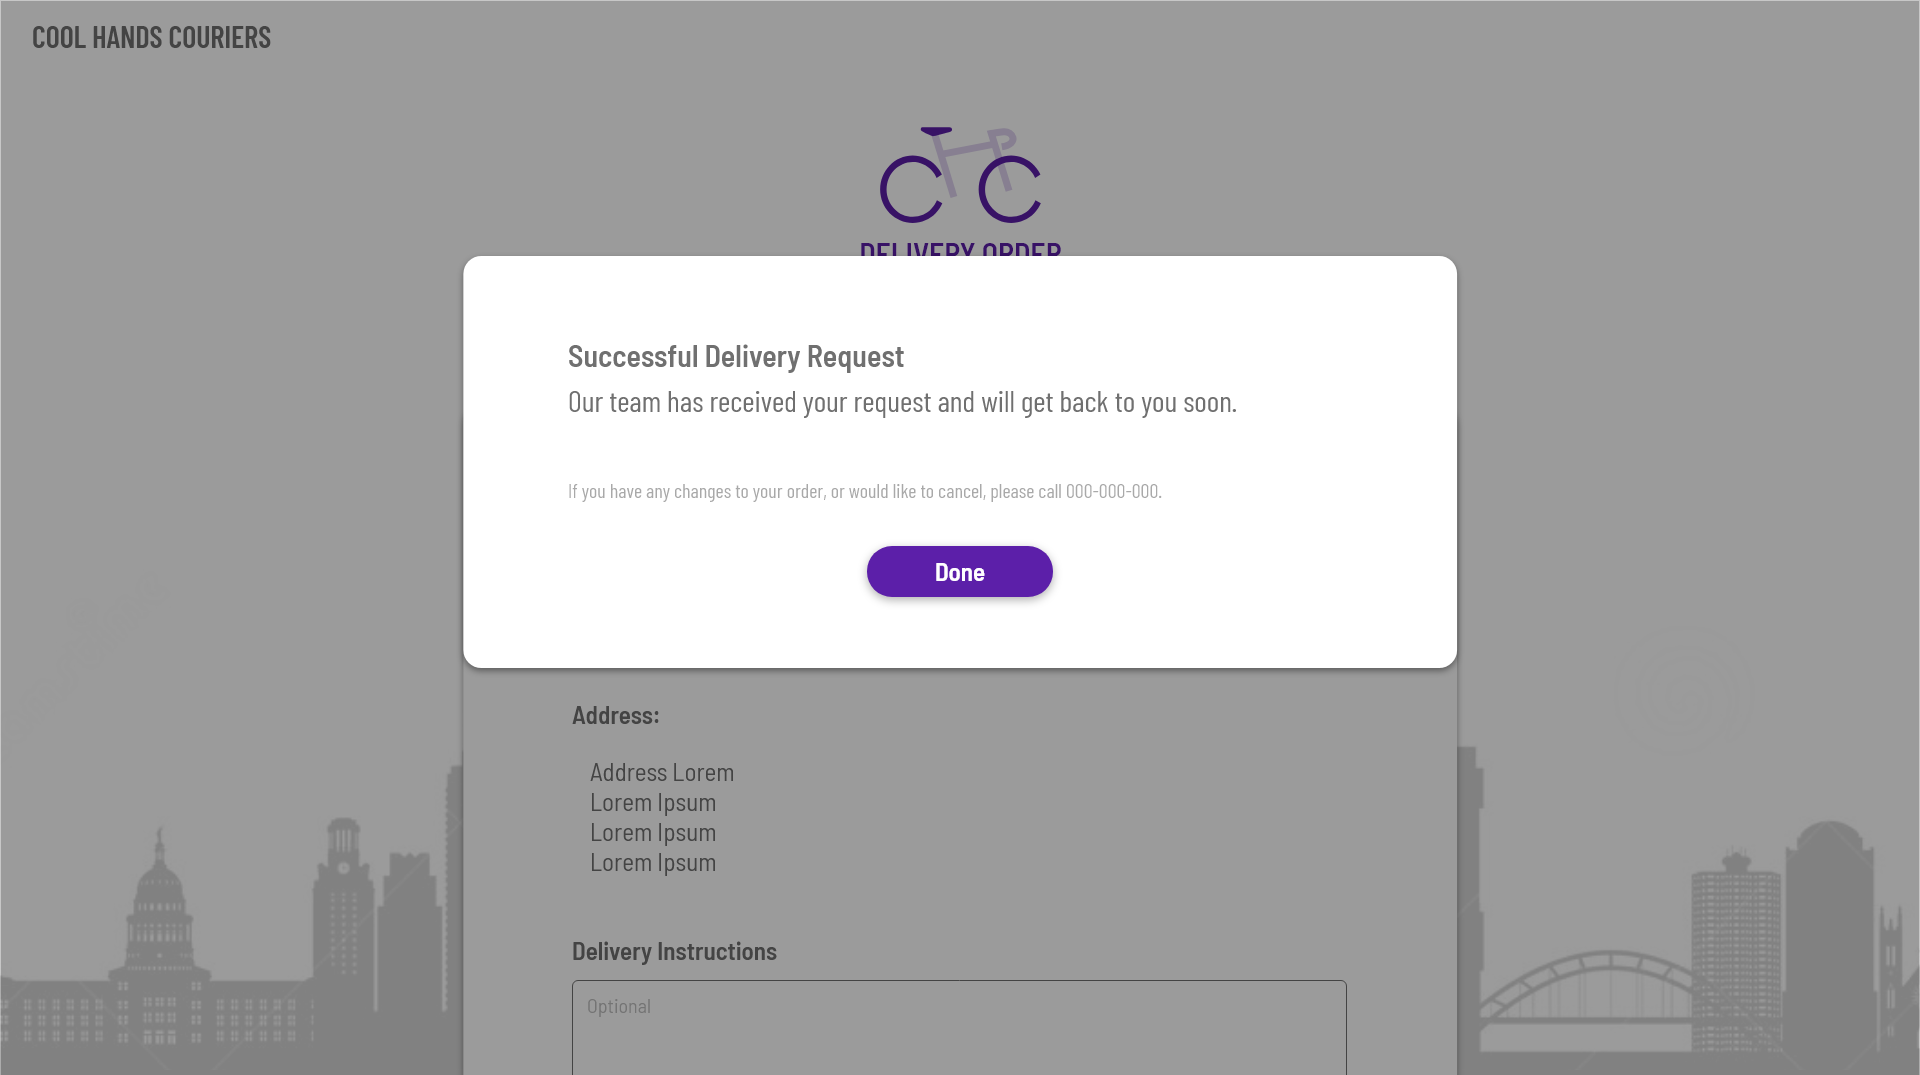 COOL HANDS COURIERS
DELIVERY ORDER
Successful Delivery Request
Our team has received your request and will get back to you soon.
If you have any changes to your order, or would like to cancel, please call 000-000-000.
Done
Address:
Address Lorem
Lorem Ipsum
Lorem Ipsum
Lorem Ipsum
Delivery Instructions
Optional